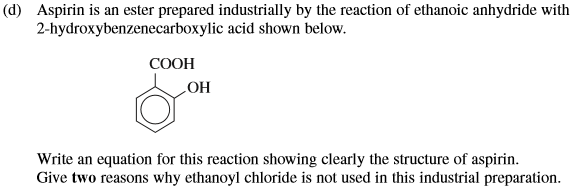 (d) Aspirin is an ester prepared industrially by the reaction of ethanoic anhydride with
2-hydroxybenzenecarboxylic acid shown below.
COOH
OH
Write an equation for this reaction showing clearly the structure of aspirin.
Give two reasons why ethanoyl chloride is not used in this industrial preparation.